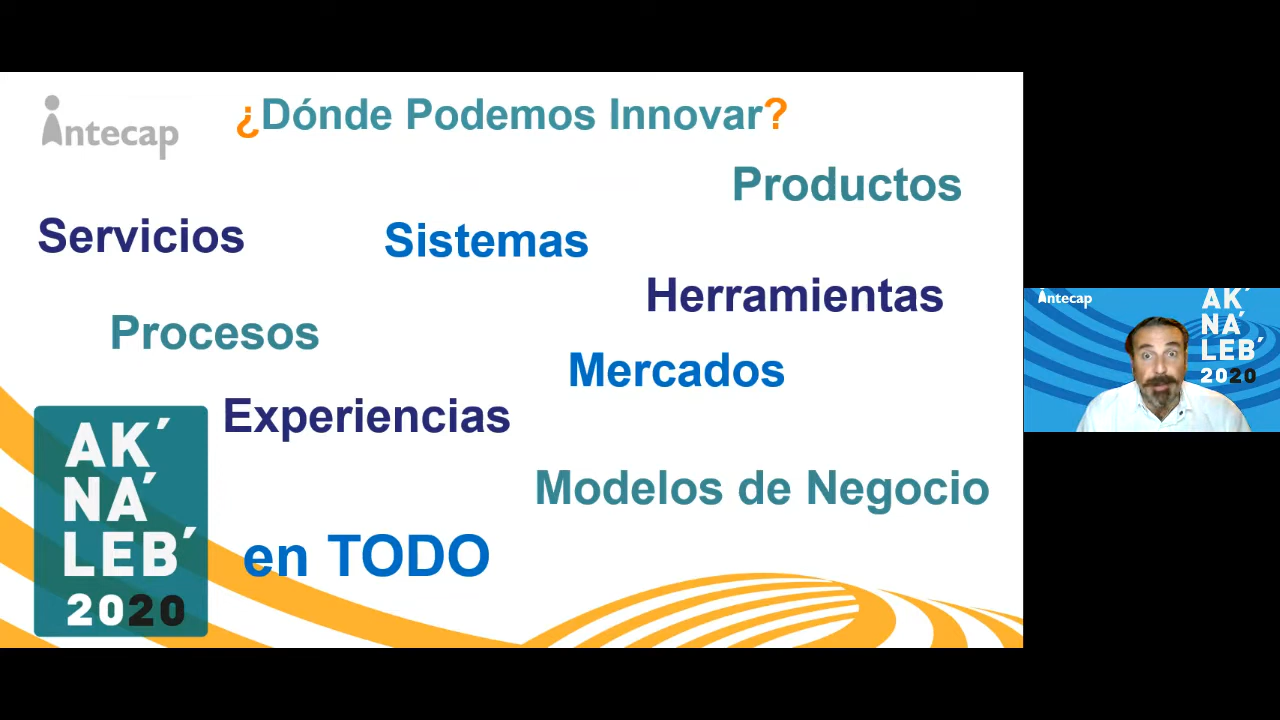 intecap
¿Dónde Podemos Innovar?
Productos
Servicios
Sistemas
Herramientas
Procesos
Mercados
Experiencias
Modelos de Negocio
en TODO
AK´
NA´
LEB´
2020
intecap
AK´
NA´
LEB´
2020